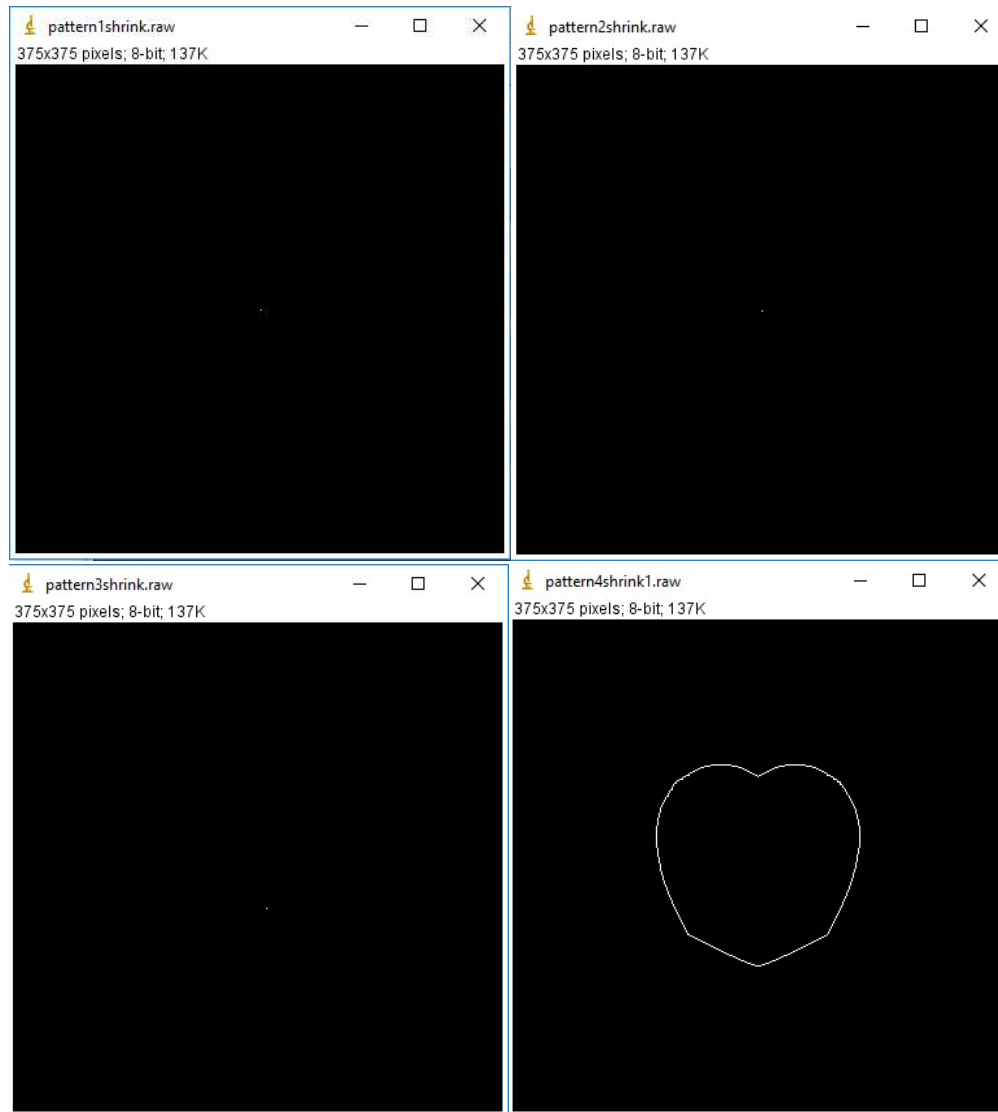 pattern1shrink.raw
375x375 pixels; 8-bit; 137K
pattern2shrink.raw
375x375 pixels; 8-bit; 137K
pattern3shrink.raw
375x375 pixels; 8-bit; 137K
pattern4shrink1.raw
375x375 pixels; 8-bit; 137K